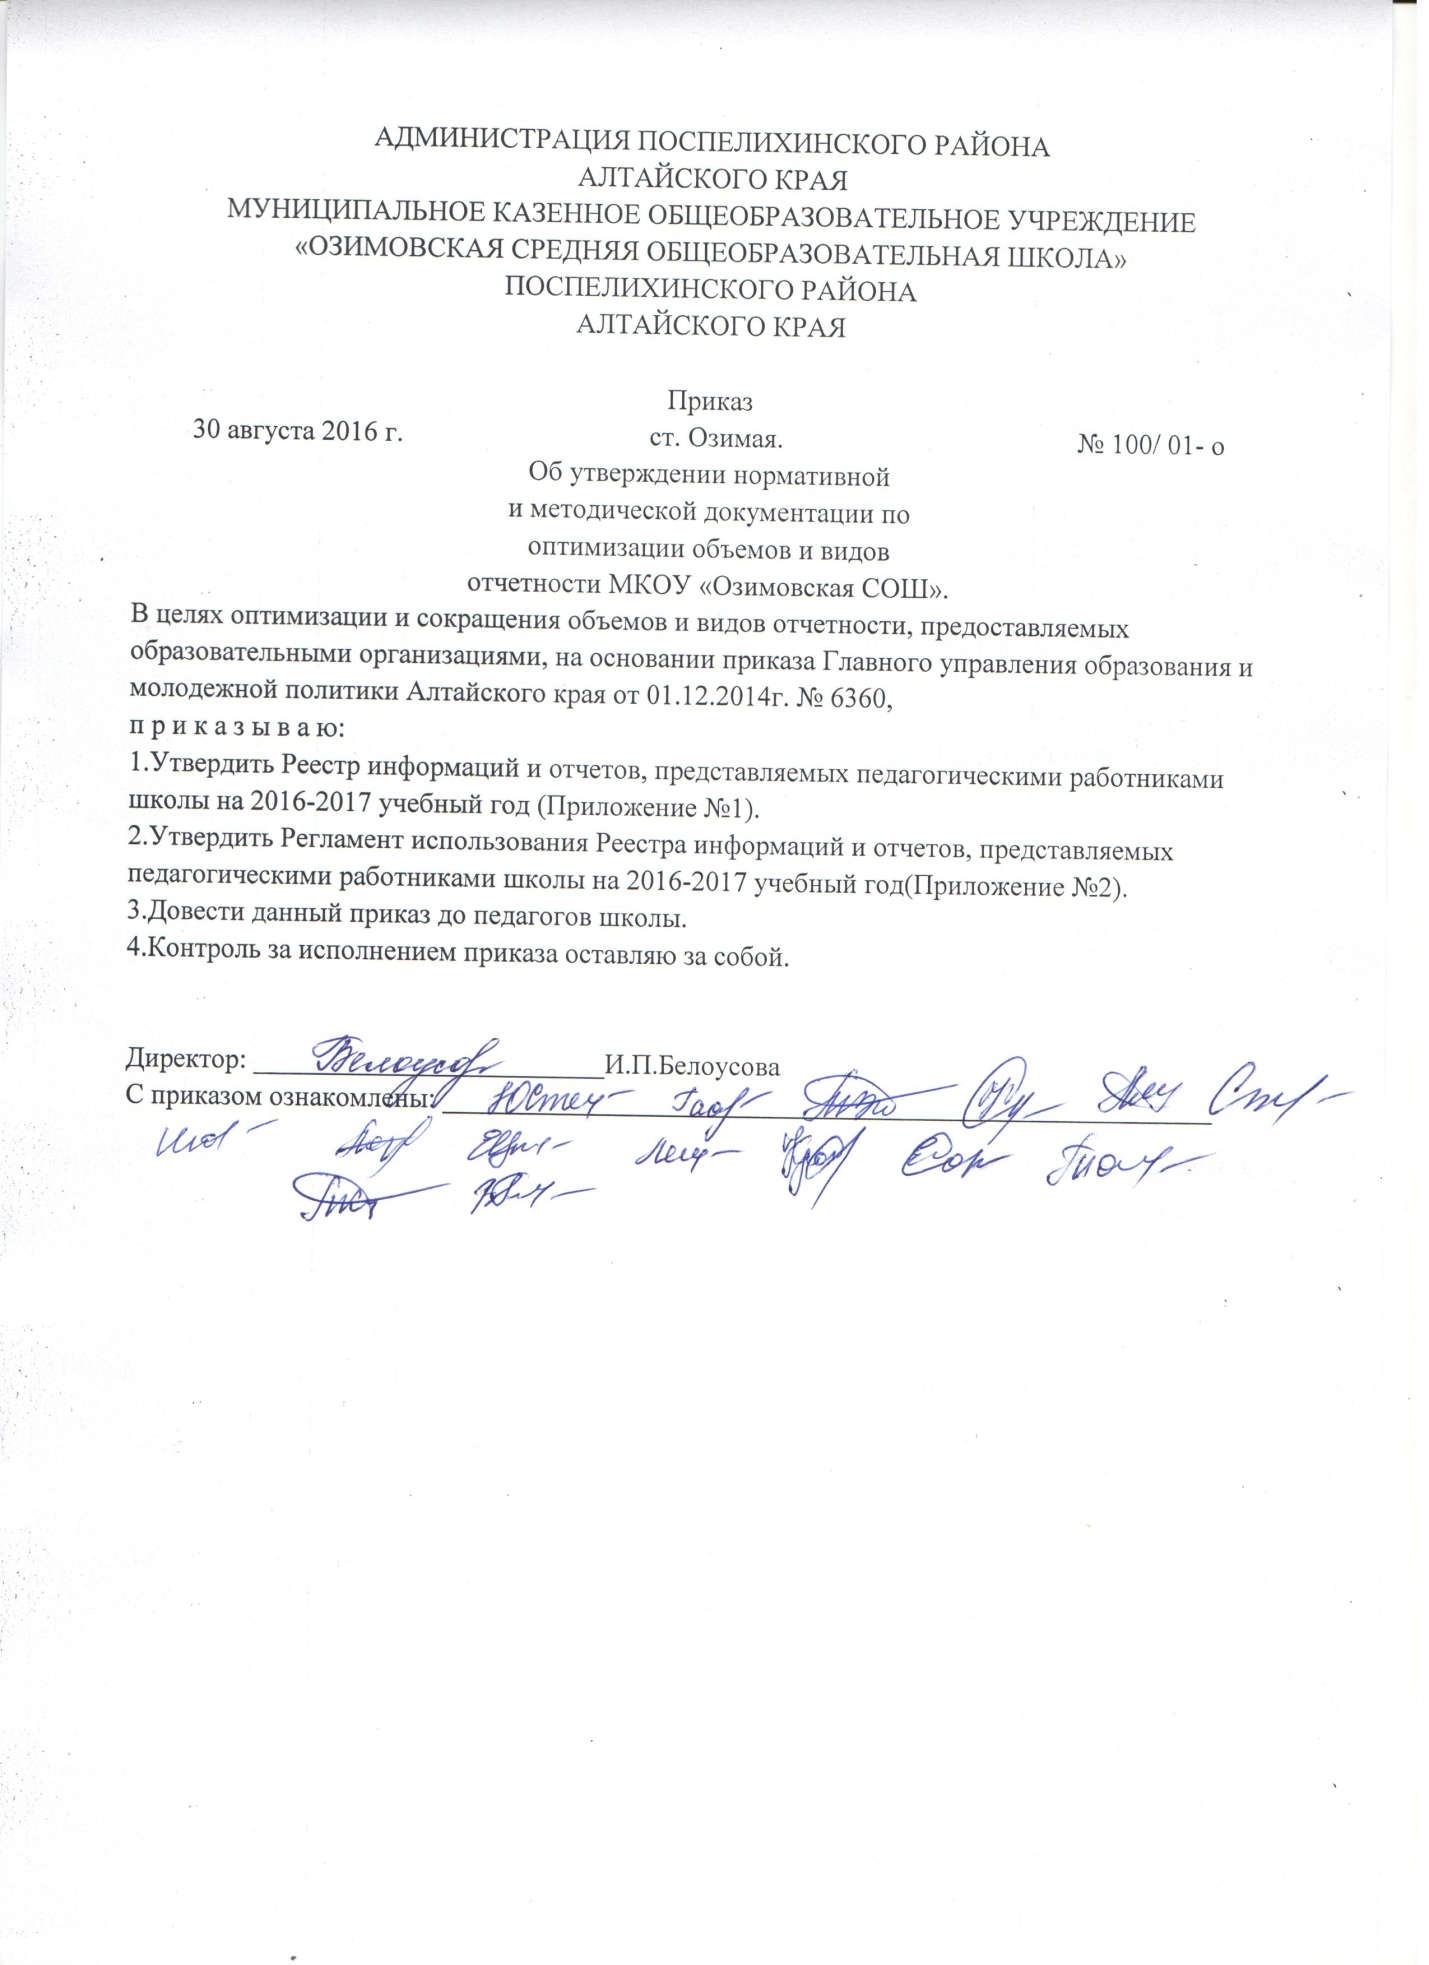 АДМИНИСТРАЦИЯ ПОСПЕЛИХИНСКОГО РАЙОНА
АЛТАЙСКОГО КРАЯ
МУНИЦИПАЛЬНОЕ КАЗЕННОЕ ОБЩЕОБРАЗОВАТЕЛЬНОЕ УЧРЕЖДЕНИЕ
«ОЗИМОВСКАЯ СРЕДНЯЯ ОБЩЕОБРАЗОВАТЕЛЬНАЯ ШКОЛА»
ПОСПЕЛИХИНСКОГО РАЙОНА
АЛТАЙСКОГО КРАЯ
Приказ
30 августа 2016 г. ст. Озимая. № 100/ 01- о
Об утверждении нормативной
и методической документации по
оптимизации объемов и видов
отчетности МКОУ «Озимовская СОШ».
В целях оптимизации и сокращения объемов и видов отчетности, предоставляемых
образовательными организациями, на основании приказа Главного управления образования и
молодежной политики Алтайского края от 01.12.2014г. № 6360,
п р и к а з ы в а ю:
1.Утвердить Реестр информаций и отчетов, представляемых педагогическими работниками
школы на 2016-2017 учебный год (Приложение №1).
2.Утвердить Регламент использования Реестра информаций и отчетов, представляемых
педагогическими работниками школы на 2016-2017 учебный год(Приложение №2).
3.Довести данный приказ до педагогов школы.
4.Контроль за исполнением приказа оставляю за собой.
Директор: И.П.Белоусова
С приказом ознакомлены: